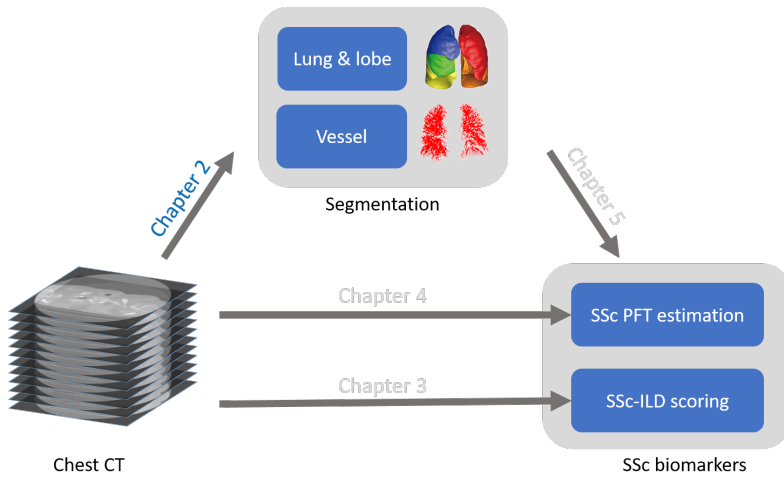 Lung & lobe
Vessel
Segmentation
Chapter 2
Chapter 5
Chapter 4
SSc PFT estimation
Chapter 3
SSc-ILD scoring
Chest CT
SSc biomarkers